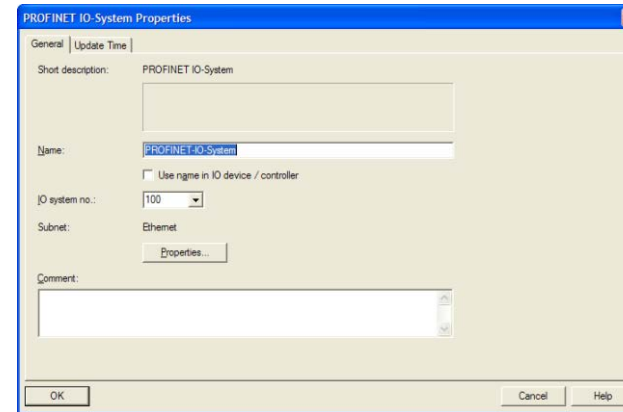 PROFINET IO-System Properties
General Update Time
Short description: PROFINET IO-System
Name: PROFINET-IO-System
Use name in IO device / controller
IO system no.: 100
Subnet: Ethernet
Properties...
Comment:
OK Cancel Help